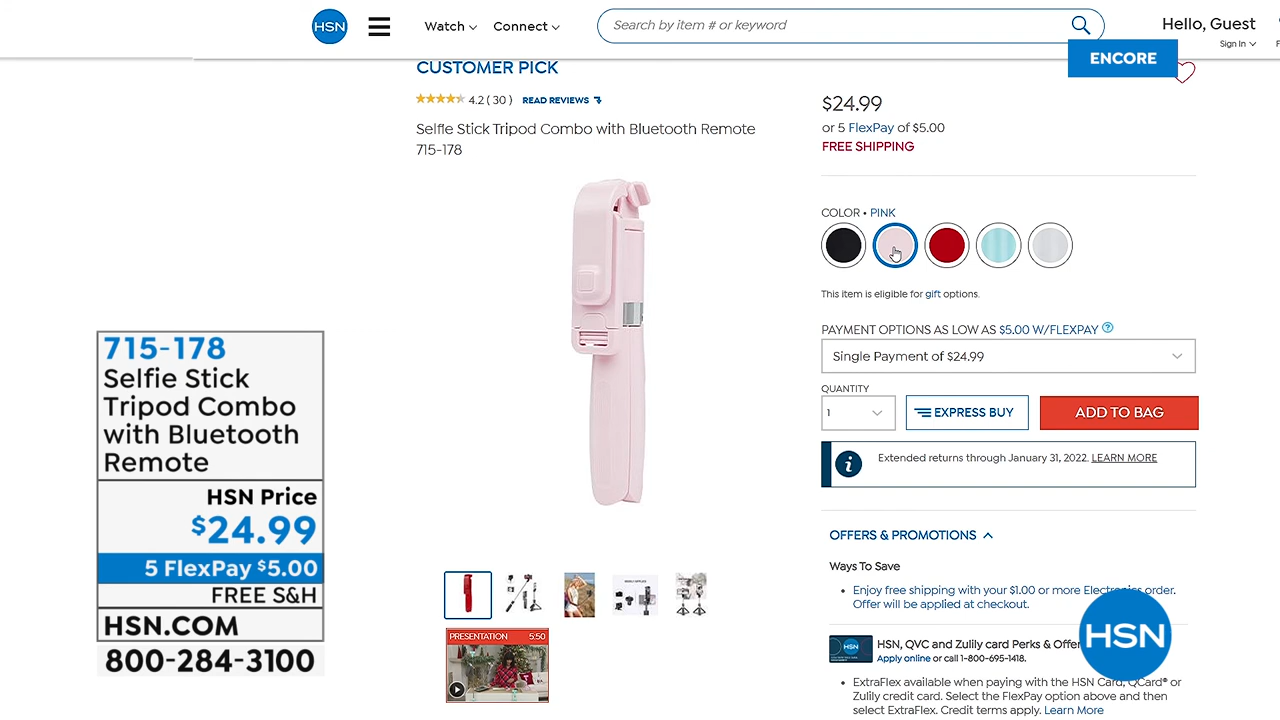 HSN
Watch
Connect
Search by item # or keyword
Hello, Guest
Sign In
ENCORE
CUSTOMER PICK
4.2 ( 30 )
READ REVIEWS
Selfie Stick Tripod Combo with Bluetooth Remote
715-178
$24.99
or 5 FlexPay of $5.00
FREE SHIPPING
COLOR • PINK
This item is eligible for gift options.
PAYMENT OPTIONS AS LOW AS $5.00 W/FLEXPAY ?
Single Payment of $24.99
QUANTITY
1
EXPRESS BUY
ADD TO BAG
i
Extended returns through January 31, 2022. LEARN MORE
OFFERS & PROMOTIONS
Ways To Save
• Enjoy free shipping with your $1.00 or more Electronics order.
Offer will be applied at checkout.
HSN
HSN, QVC and Zulily card Perks & Offe
Apply online or call 1-800-695-1418.
• ExtraFlex available when paying with the HSN Card, QCard® or
Zulily credit card. Select the FlexPay option above and then
select ExtraFlex. Credit terms apply. Learn More
HSN
715-178
Selfie Stick
Tripod Combo
with Bluetooth
Remote
HSN Price
$24.99
5 FlexPay $5.00
FREE S&H
HSN.COM
800-284-3100
PRESENTATION 5:50